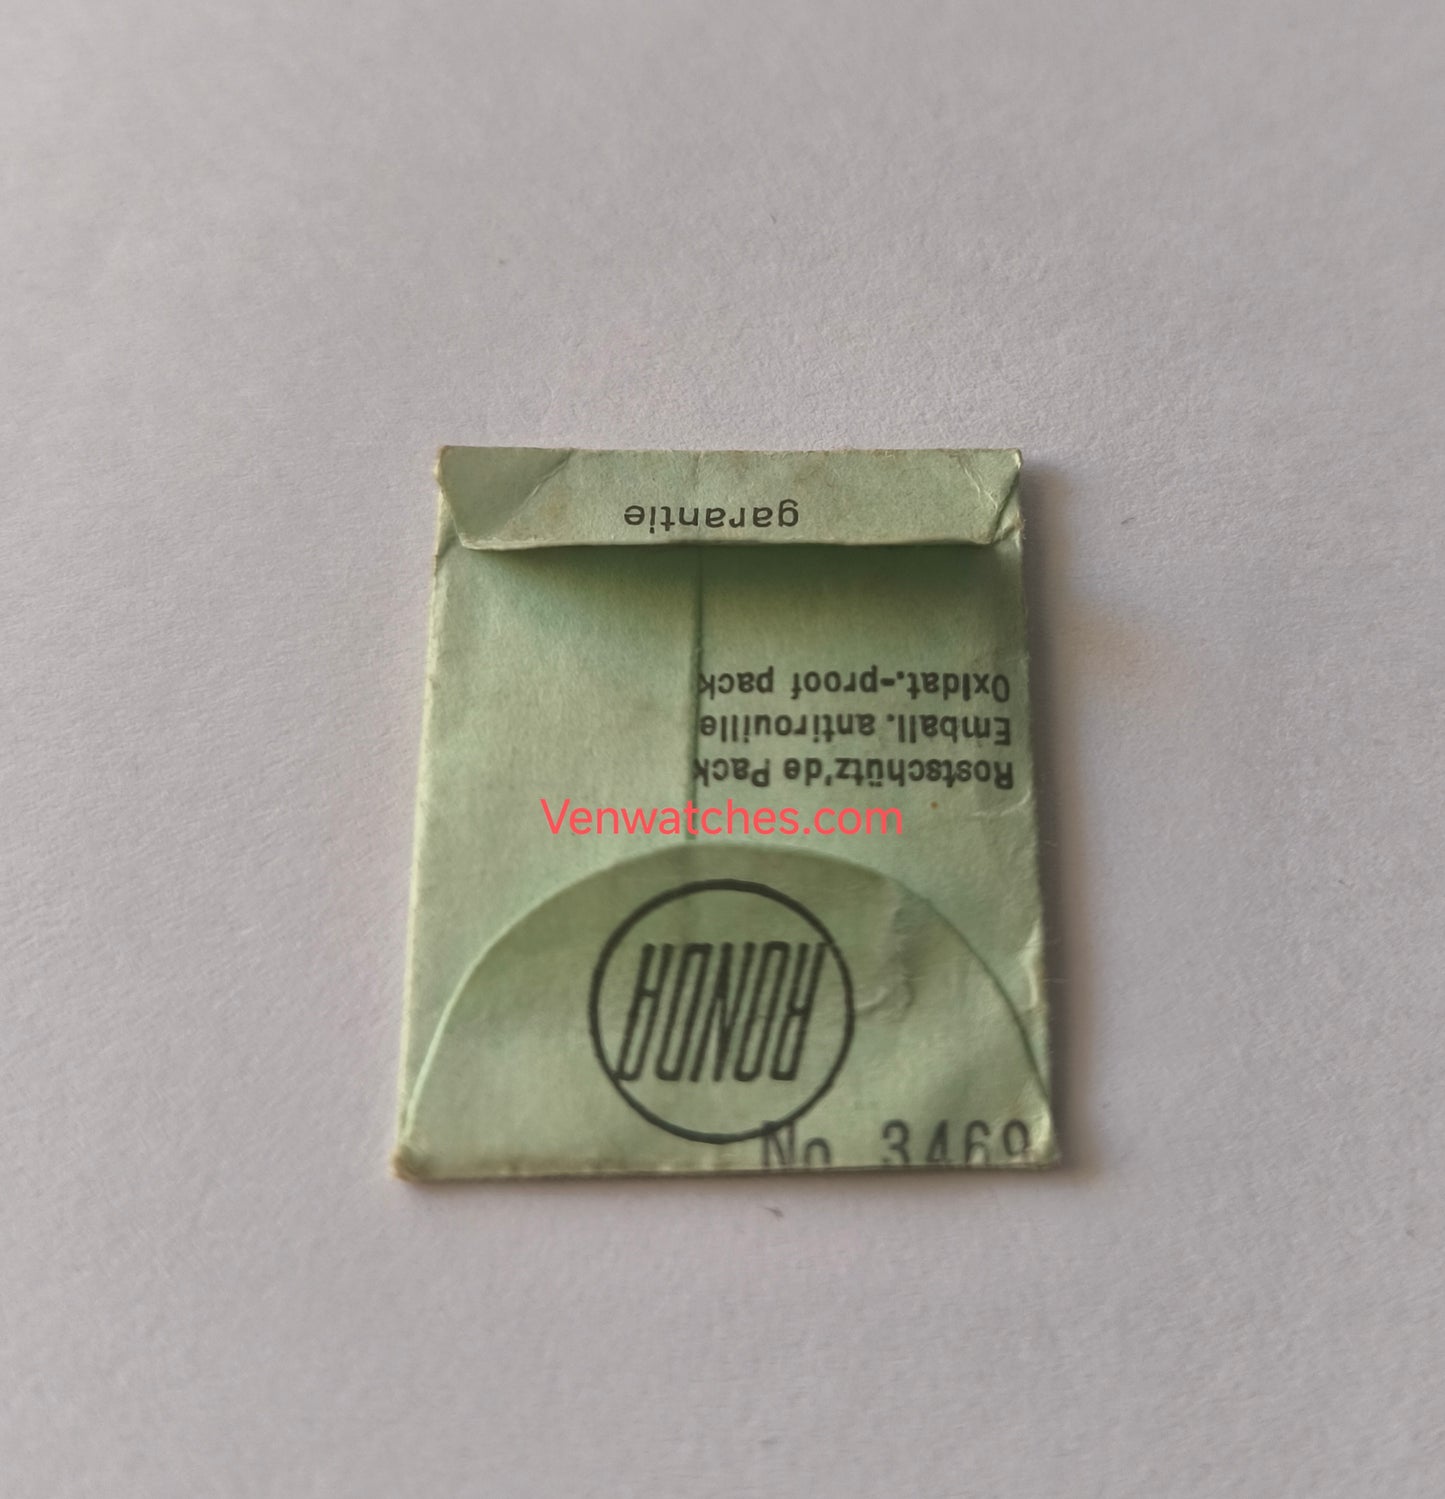 RONDA
Rostschütz'de Pack
Emball. antirouille
Oxidat.-proof pack
garantie
No 3469
Venwatches.com